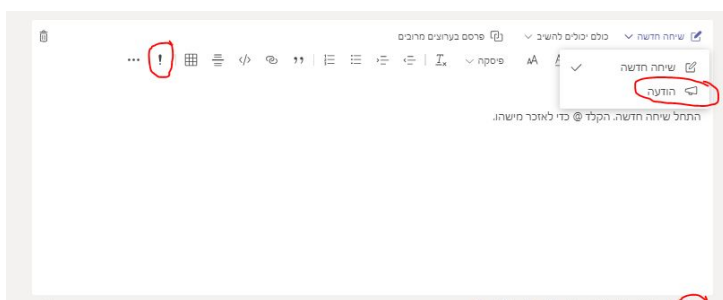 שיחה חדשה כולם יכולים להשיב פרסם בערוצים מרובים
פיסקה
שיחה חדשה
הודעה
התחל שיחה חדשה. הקלד @ כדי לאזכר מישהו.